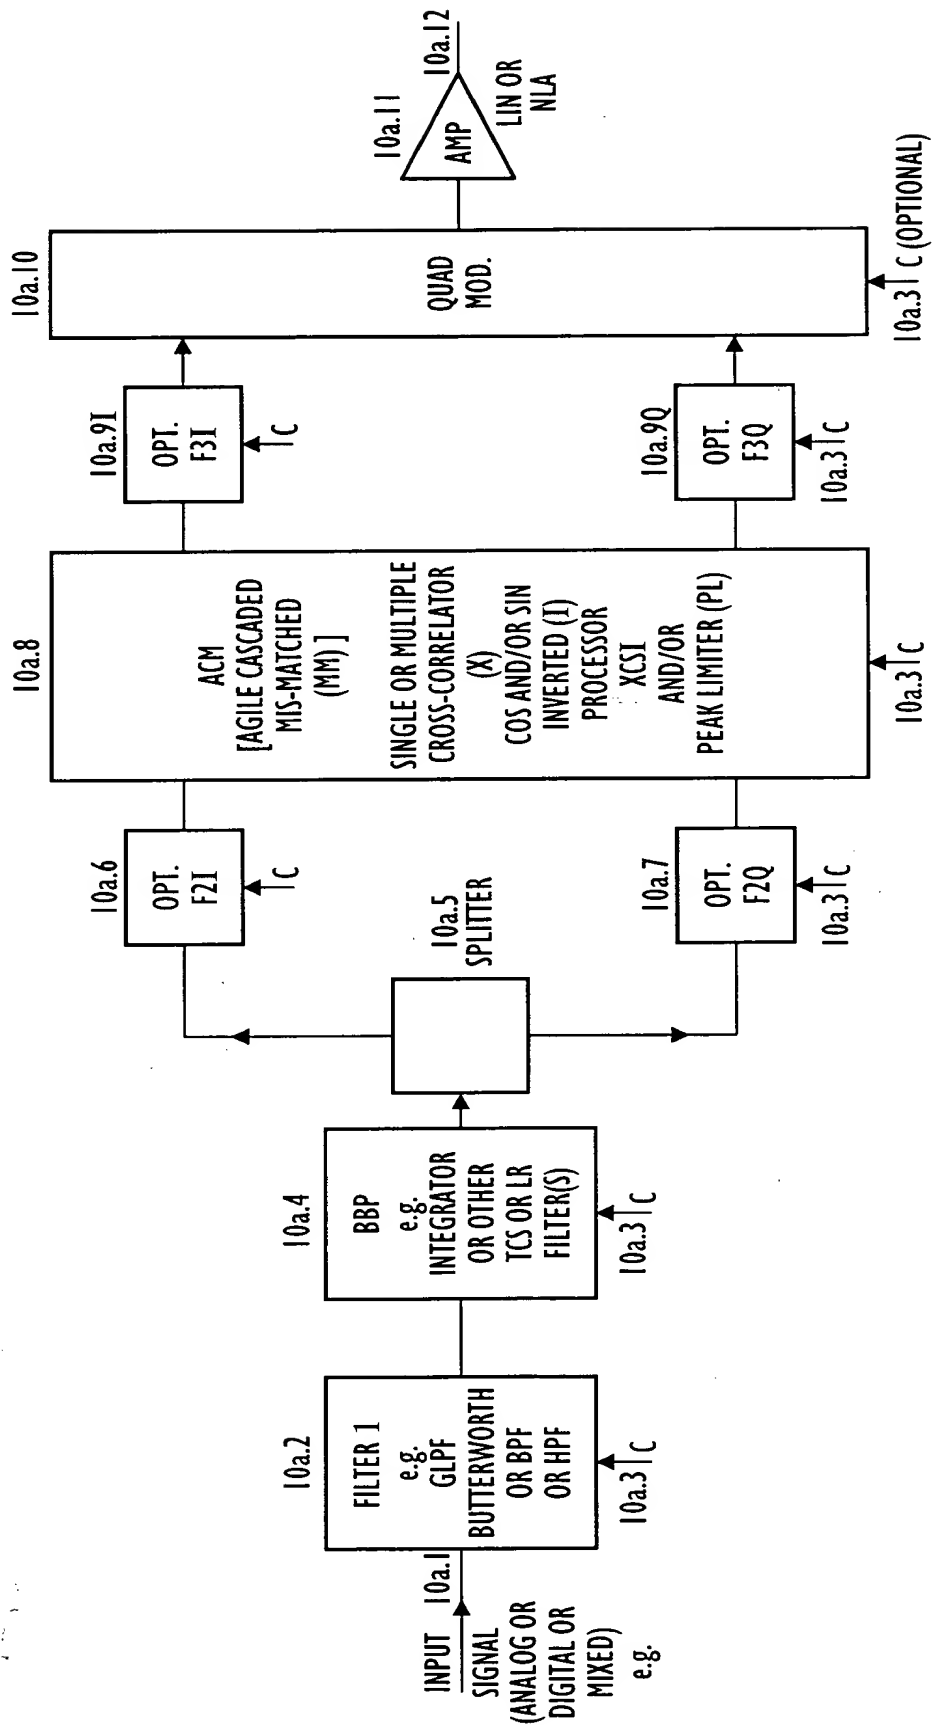 INPUT
SIGNAL
(ANALOG OR
DIGITAL OR
MIXED)
e.g.
10a.1
10a.2
FILTER 1
e.g.
GLPF
BUTTERWORTH
OR BPF
OR HPF
10a.3 | C
10a.4
BBP
e.g.
INTEGRATOR
OR OTHER
TCS OR LR
FILTER(S)
10a.3 | C
10a.5
SPLITTER
10a.6
OPT.
F2I
| C
10a.7
OPT.
F2Q
10a.3 | C
10a.8
ACM
[AGILE CASCADED
MIS-MATCHED
(MM) ]
SINGLE OR MULTIPLE
CROSS-CORRELATOR
(X)
COS AND/OR SIN
INVERTED (I)
PROCESSOR
XCSI
AND/OR
PEAK LIMITER (PL)
10a.3 | C
10a.9I
OPT.
F3I
| C
10a.9Q
OPT.
F3Q
10a.3 | C
10a.10
QUAD
MOD.
10a.3 | C (OPTIONAL)
10a.11
AMP
LIN OR
NLA
10a.12